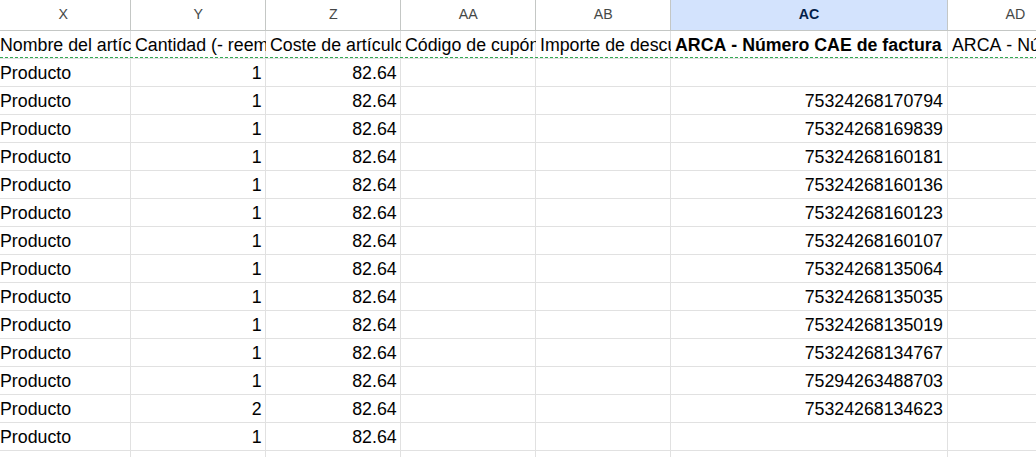 X Y Z AA AB AC AD
Nombre del artíc Cantidad (- reem Coste de artículo Código de cupón Importe de descu ARCA - Número CAE de factura ARCA - Nú
Producto 1 82.64
Producto 1 82.64 75324268170794
Producto 1 82.64 75324268169839
Producto 1 82.64 75324268160181
Producto 1 82.64 75324268160136
Producto 1 82.64 75324268160123
Producto 1 82.64 75324268160107
Producto 1 82.64 75324268135064
Producto 1 82.64 75324268135035
Producto 1 82.64 75324268135019
Producto 1 82.64 75324268134767
Producto 1 82.64 75294263488703
Producto 2 82.64 75324268134623
Producto 1 82.64